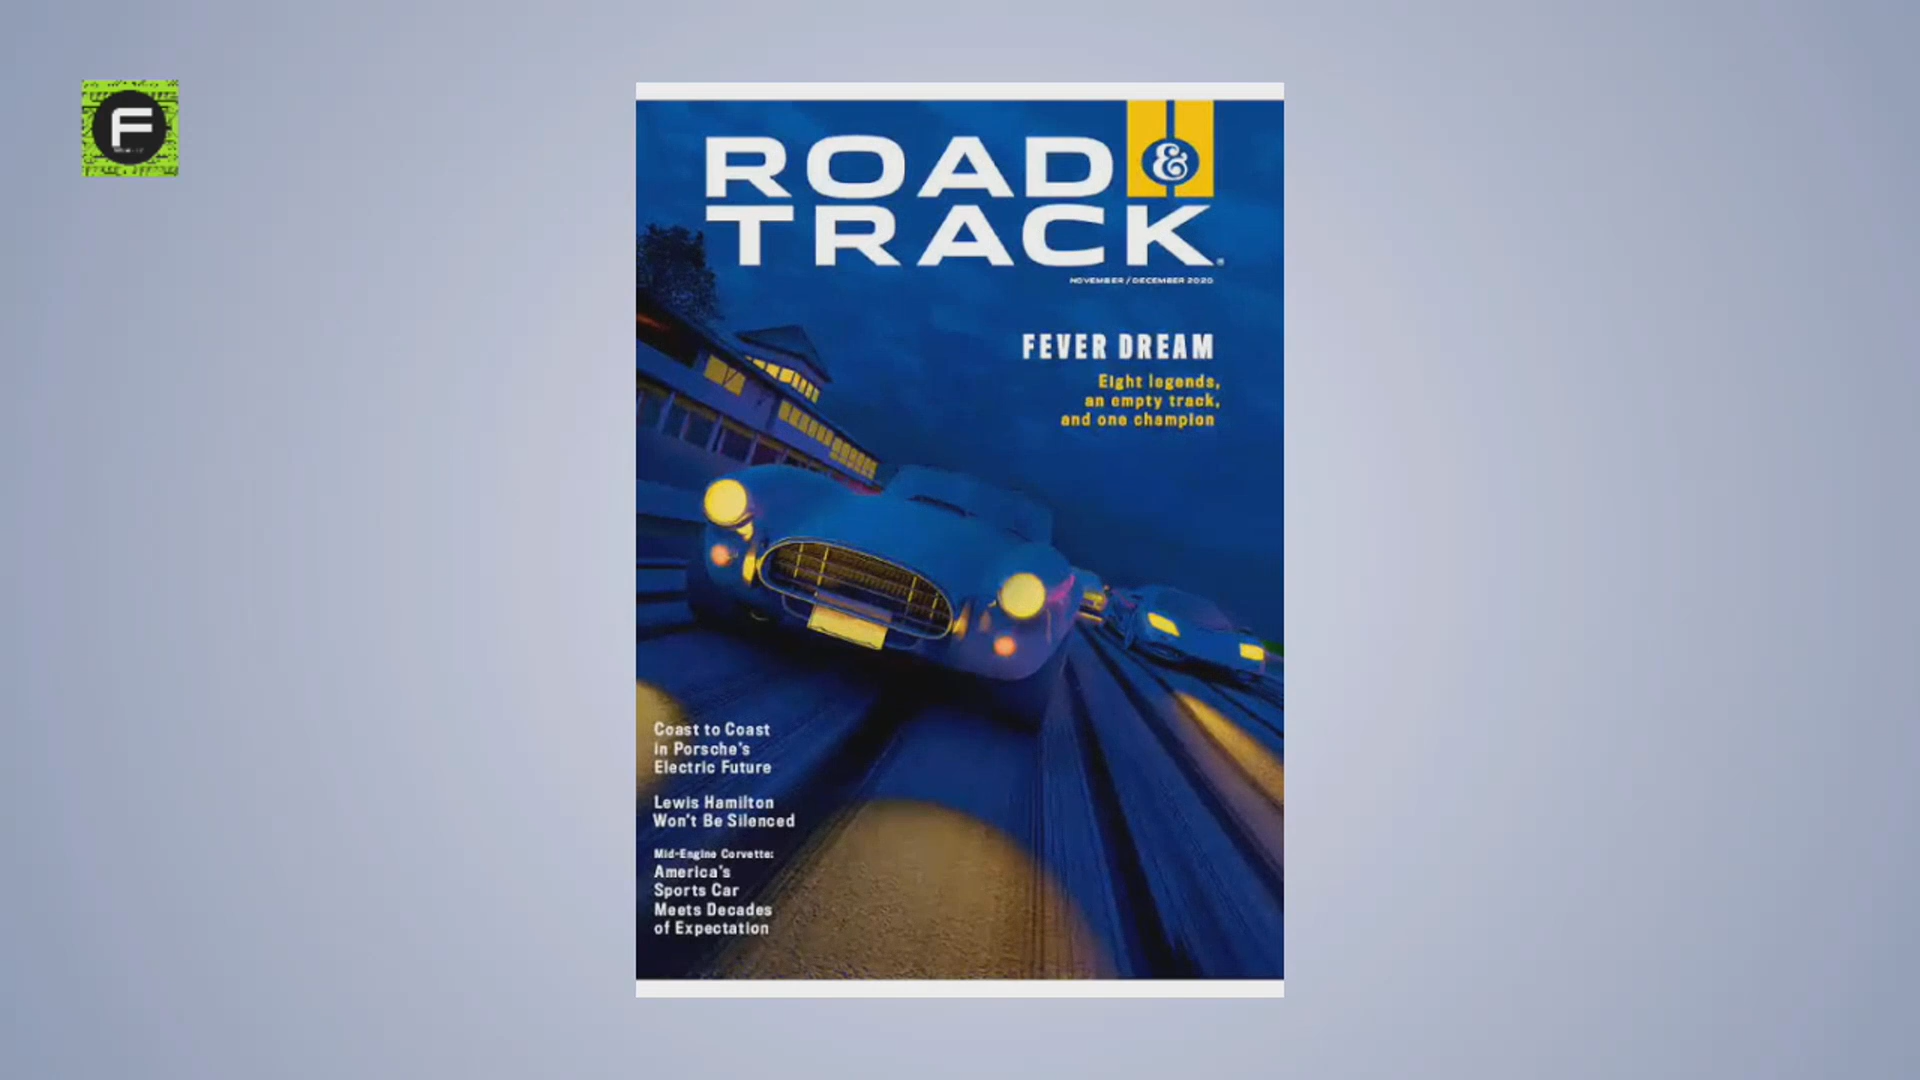 F
ROAD &
TRACK
NOVEMBER / DECEMBER 2020
FEVER DREAM
Eight legends,
an empty track,
and one champion
Coast to Coast
in Porsche's
Electric Future
Lewis Hamilton
Won't Be Silenced
Mid-Engine Corvette:
America's
Sports Car
Meets Decades
of Expectation